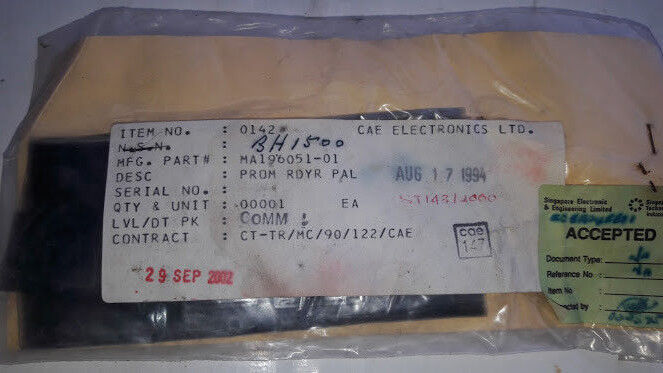 ITEM NO. : 0142 CAE ELECTRONICS LTD.
N.S.N. : BH1500
MFG. PART# : MA196051-01
DESC : PROM RDYR PAL AUG 17 1994
SERIAL NO. :
QTY & UNIT : 00001 EA ST143/2000
LVL/DT PK : COMM
CONTRACT : CT-TR/MC/90/122/CAE
cae
147
29 SEP 2002
Singapore Electronic
& Engineering Limited
ACCEPTED
Document Type:
Reference No :
Item No